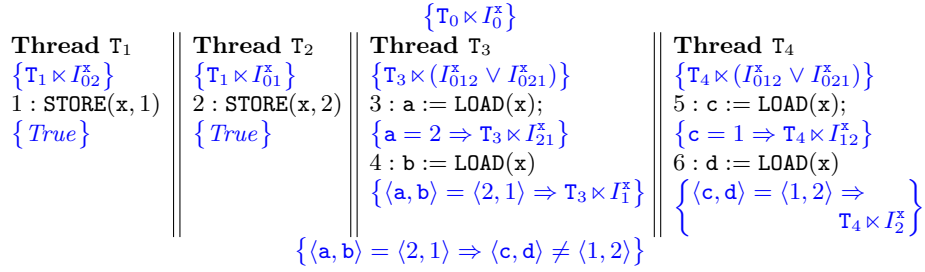 {T₀ ⋉ I₀ˣ}
Thread T₁
{T₁ ⋉ I₀₂ˣ}
1 : STORE(x, 1)
{True}
Thread T₂
{T₁ ⋉ I₀₁ˣ}
2 : STORE(x, 2)
{True}
Thread T₃
{T₃ ⋉ (I₀₁₂ˣ ∨ I₀₂₁ˣ)}
3 : a := LOAD(x);
{a = 2 ⇒ T₃ ⋉ I₂₁ˣ}
4 : b := LOAD(x)
{⟨a, b⟩ = ⟨2, 1⟩ ⇒ T₃ ⋉ I₁ˣ}
Thread T₄
{T₄ ⋉ (I₀₁₂ˣ ∨ I₀₂₁ˣ)}
5 : c := LOAD(x);
{c = 1 ⇒ T₄ ⋉ I₁₂ˣ}
6 : d := LOAD(x)
{⟨c, d⟩ = ⟨1, 2⟩ ⇒
T₄ ⋉ I₂ˣ}
{⟨a, b⟩ = ⟨2, 1⟩ ⇒ ⟨c, d⟩ ≠ ⟨1, 2⟩}